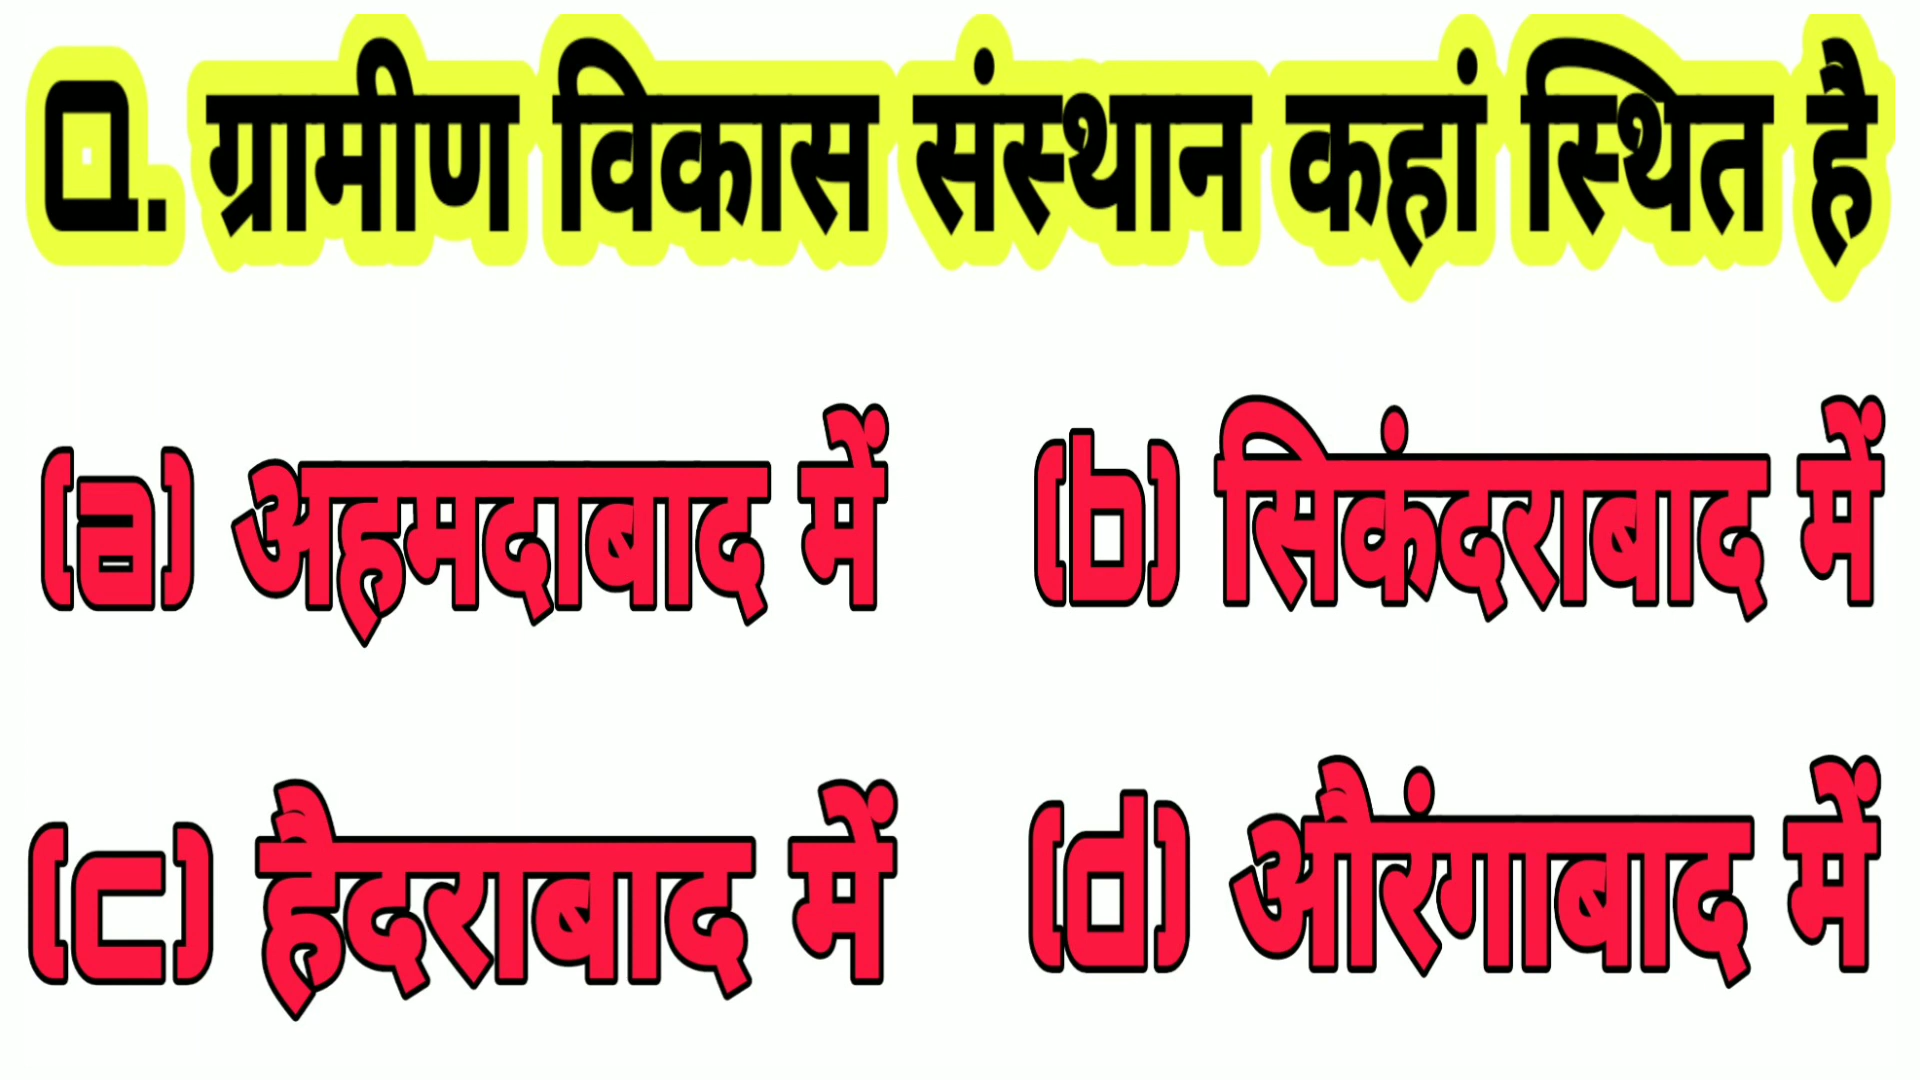 Q. ग्रामीण विकास संस्थान कहां स्थित है
(a) अहमदाबाद में
(b) सिकंदराबाद में
(c) हैदराबाद में
(d) औरंगाबाद में